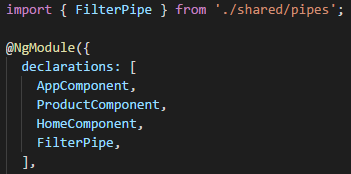 import { FilterPipe } from './shared/pipes';
@NgModule({
declarations: [
AppComponent,
ProductComponent,
HomeComponent,
FilterPipe,
],